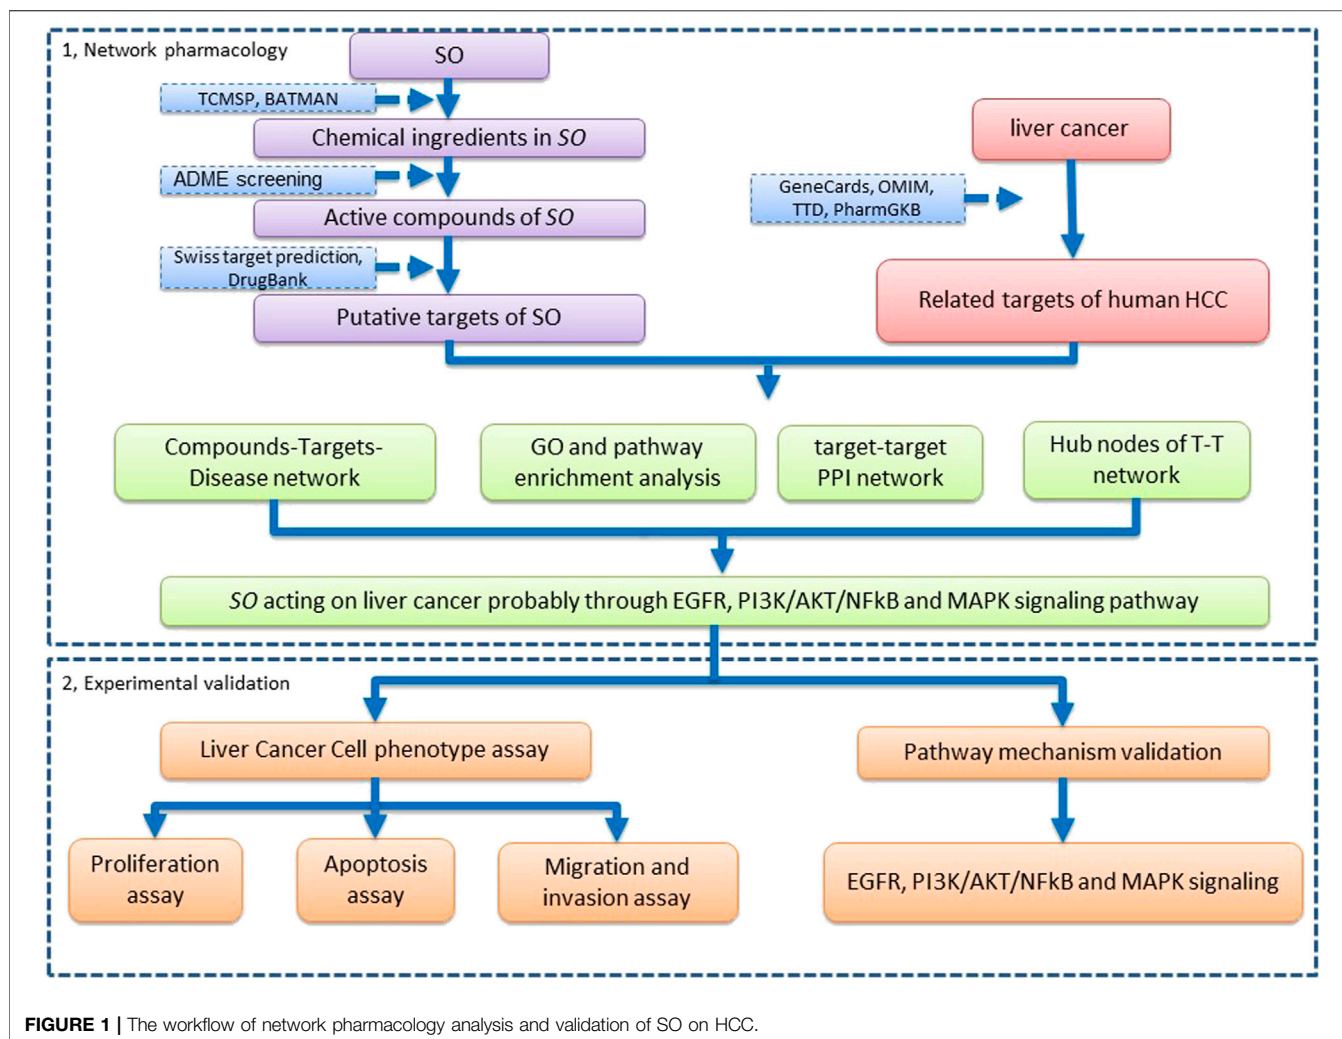 1, Network pharmacology
SO
TCMSP, BATMAN
Chemical ingredients in SO
ADME screening
Active compounds of SO
Swiss target prediction,
DrugBank
Putative targets of SO
liver cancer
GeneCards, OMIM,
TTD, PharmGKB
Related targets of human HCC
Compounds-Targets-
Disease network
GO and pathway
enrichment analysis
target-target
PPI network
Hub nodes of T-T
network
SO acting on liver cancer probably through EGFR, PI3K/AKT/NFkB and MAPK signaling pathway
2, Experimental validation
Liver Cancer Cell phenotype assay
Pathway mechanism validation
Proliferation
assay
Apoptosis
assay
Migration and
invasion assay
EGFR, PI3K/AKT/NFkB and MAPK signaling
FIGURE 1 | The workflow of network pharmacology analysis and validation of SO on HCC.